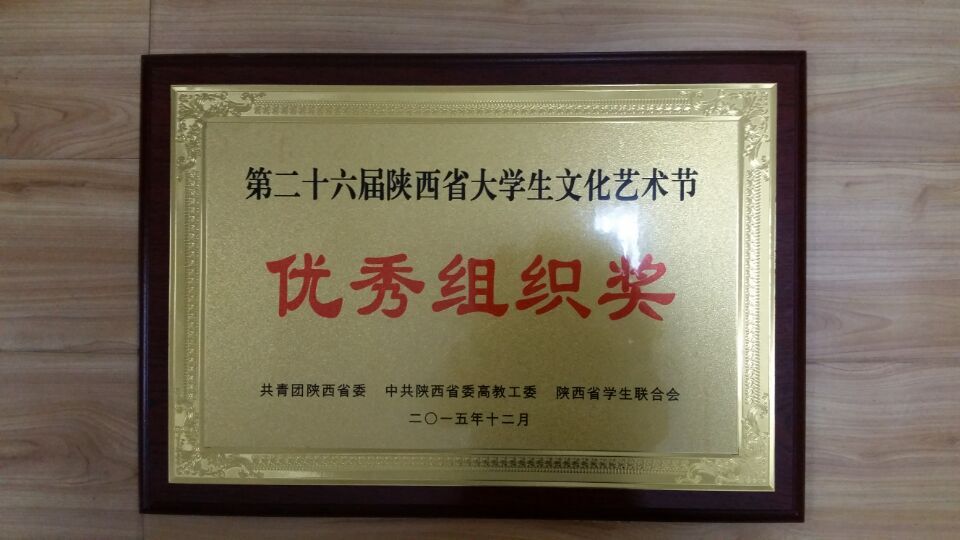 第二十六届陕西省大学生文化艺术节
优秀组织奖
共青团陕西省委 中共陕西省委高教工委 陕西省学生联合会
二〇一五年十二月